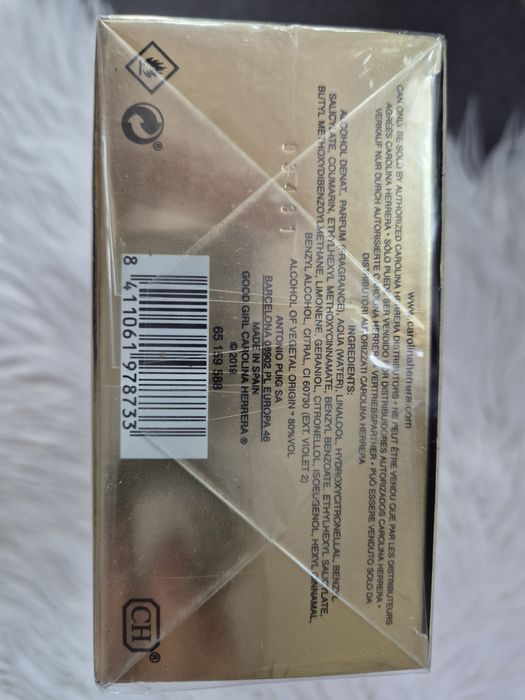 www.carolinaherrera.com
CAN ONLY BE SOLD BY AUTHORIZED CAROLINA HERRERA DISTRIBUTORS • NE PEUT ÊTRE VENDU QUE PAR LES DISTRIBUTEURS
AGRÉÉS CAROLINA HERRERA • SÓLO PUEDE SER VENDIDO POR DISTRIBUIDORES AUTORIZADOS CAROLINA HERRERA •
VERKAUF NUR DURCH AUTORISIERTE CAROLINA HERRERA VERTRIEBSPARTNER • PUÒ ESSERE VENDUTO SOLO DA
DISTRIBUTORI AUTORIZZATI CAROLINA HERRERA
INGREDIENTS:
ALCOHOL DENAT., PARFUM (FRAGRANCE), AQUA (WATER), LINALOOL, HYDROXYCITRONELLAL, BENZYL
SALICYLATE, COUMARIN, ETHYLHEXYL METHOXYCINNAMATE, BENZYL BENZOATE, ETHYLHEXYL SALICYLATE,
BUTYL METHOXYDIBENZOYLMETHANE, LIMONENE, GERANIOL, CITRONELLOL, ISOEUGENOL, HEXYL CINNAMAL,
BENZYL ALCOHOL, CITRAL, CI 60730 (EXT. VIOLET 2)
ALCOHOL OF VEGETAL ORIGIN • 80%VOL
ANTONIO PUIG SA
BARCELONA 08902 PL EUROPA 46
MADE IN SPAIN
© 2019
GOOD GIRL CAROLINA HERRERA ®
65 159 588
8 411061 978733
CH ®